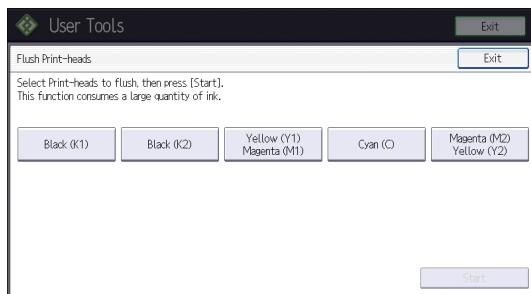 User Tools
Exit
Flush Print-heads
Exit
Select Print-heads to flush, then press [Start].
This function consumes a large quantity of ink.
Black (K1)
Black (K2)
Yellow (Y1)
Magenta (M1)
Cyan (C)
Magenta (M2)
Yellow (Y2)
Start